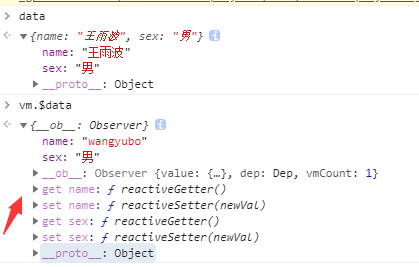 data
{name: "王雨波", sex: "男"}
name: "王雨波"
sex: "男"
__proto__: Object
vm.$data
{__ob__: Observer}
name: "wangyubo"
sex: "男"
__ob__: Observer {value: {…}, dep: Dep, vmCount: 1}
get name: ƒ reactiveGetter()
set name: ƒ reactiveSetter(newVal)
get sex: ƒ reactiveGetter()
set sex: ƒ reactiveSetter(newVal)
__proto__: Object